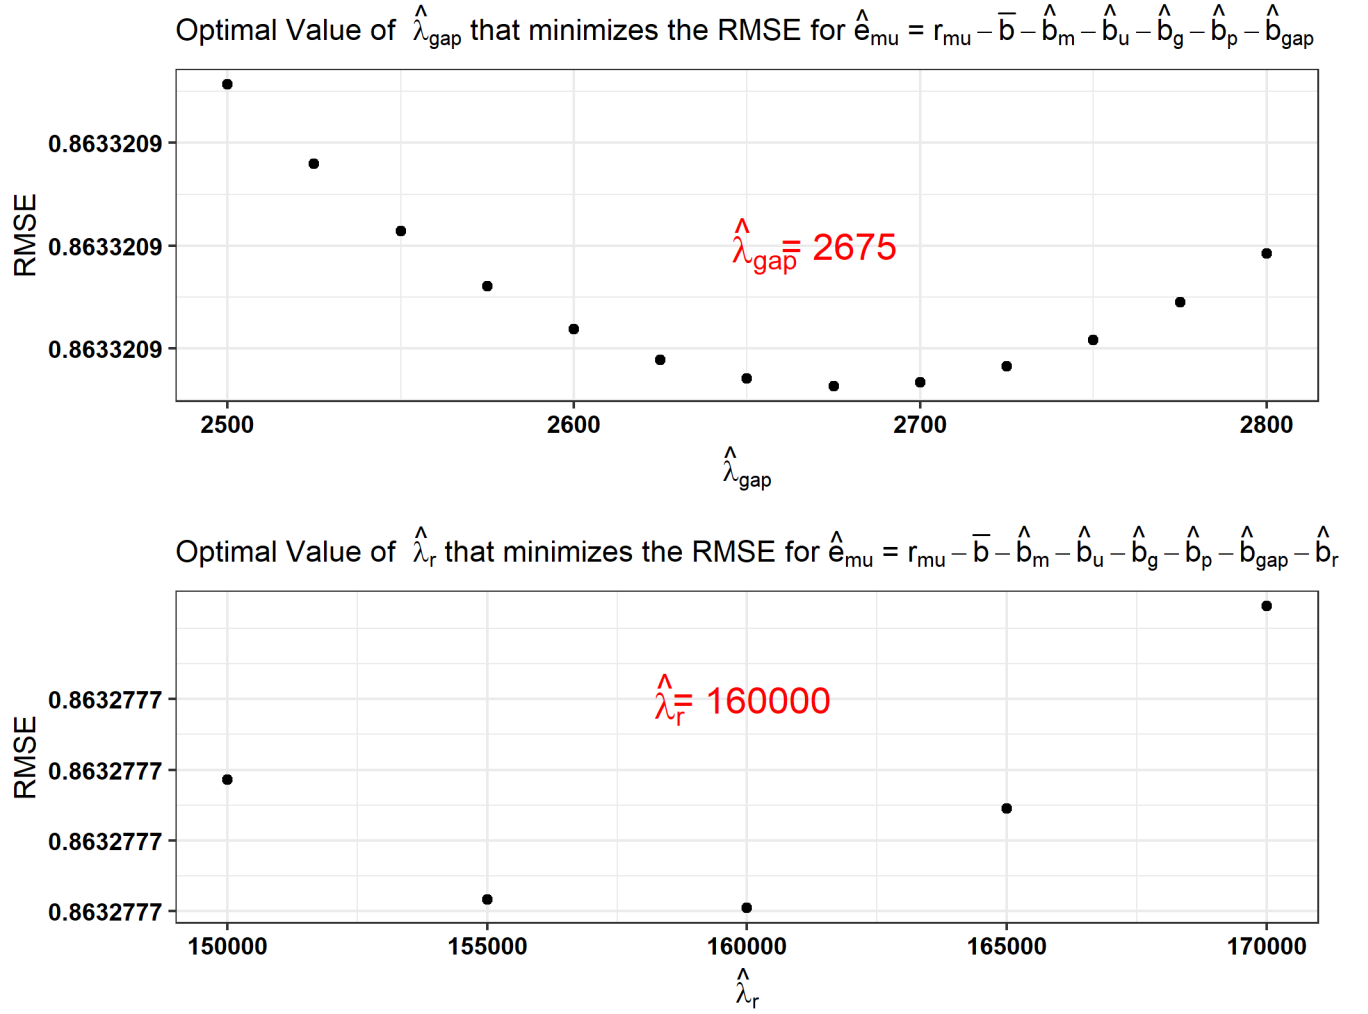 Optimal Value of λ̂gap that minimizes the RMSE for êmu = rmu − b̅ − b̂m − b̂u − b̂g − b̂p − b̂gap
RMSE
0.8633209
0.8633209
0.8633209
λ̂gap = 2675
2500 2600 2700 2800
λ̂gap
Optimal Value of λ̂r that minimizes the RMSE for êmu = rmu − b̅ − b̂m − b̂u − b̂g − b̂p − b̂gap − b̂r
RMSE
0.8632777
0.8632777
0.8632777
0.8632777
λ̂r = 160000
150000 155000 160000 165000 170000
λ̂r